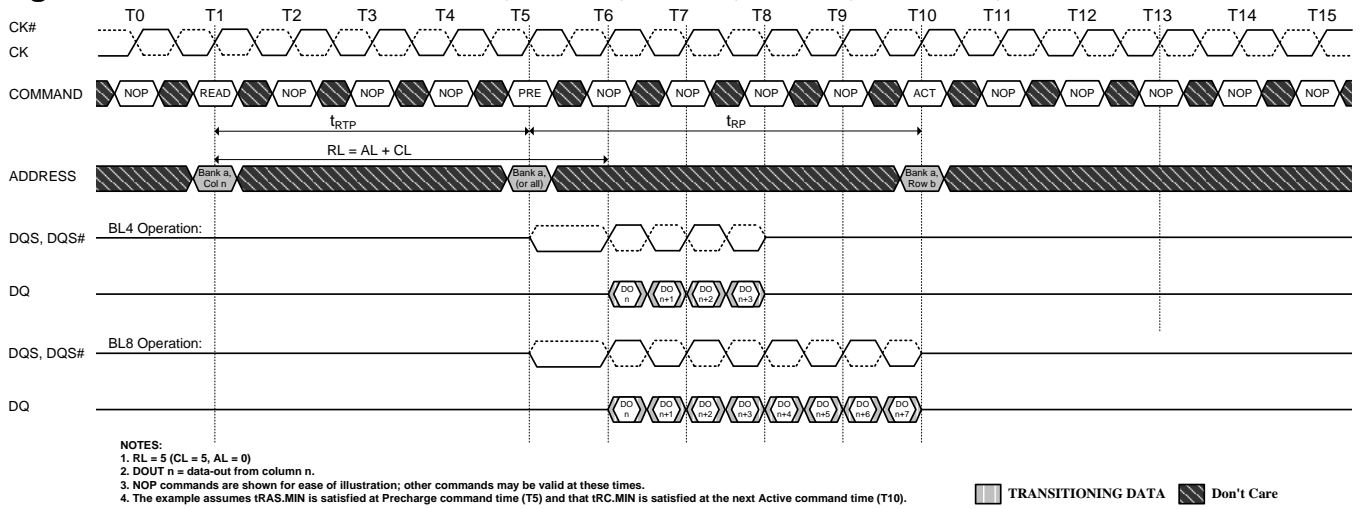 T0 T1 T2 T3 T4 T5 T6 T7 T8 T9 T10 T11 T12 T13 T14 T15
CK#
CK
COMMAND NOP READ NOP NOP NOP PRE NOP NOP NOP NOP ACT NOP NOP NOP NOP NOP
tRTP tRP
RL = AL + CL
ADDRESS Bank a, Col n Bank a, (or all) Bank a, Row b
BL4 Operation:
DQS, DQS#
DQ DO n DO n+1 DO n+2 DO n+3
BL8 Operation:
DQS, DQS#
DQ DO n DO n+1 DO n+2 DO n+3 DO n+4 DO n+5 DO n+6 DO n+7
NOTES:
1. RL = 5 (CL = 5, AL = 0)
2. DOUT n = data-out from column n.
3. NOP commands are shown for ease of illustration; other commands may be valid at these times.
4. The example assumes tRAS.MIN is satisfied at Precharge command time (T5) and that tRC.MIN is satisfied at the next Active command time (T10).
TRANSITIONING DATA Don't Care